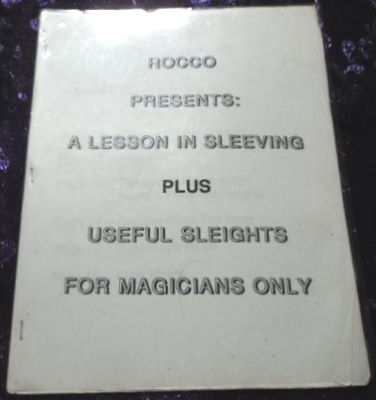 ROCCO
PRESENTS:
A LESSON IN SLEEVING
PLUS
USEFUL SLEIGHTS
FOR MAGICIANS ONLY